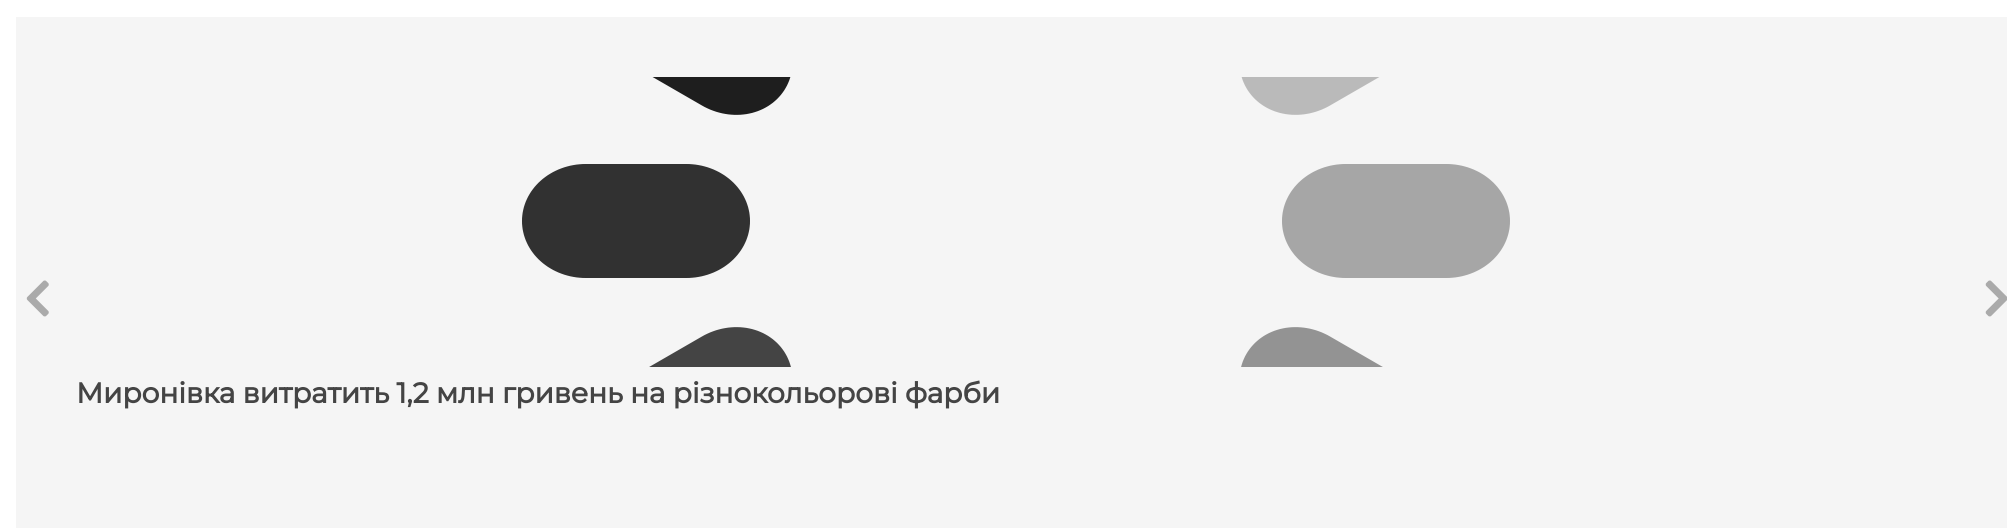 Миронівка витратить 1,2 млн гривень на різнокольорові фарби